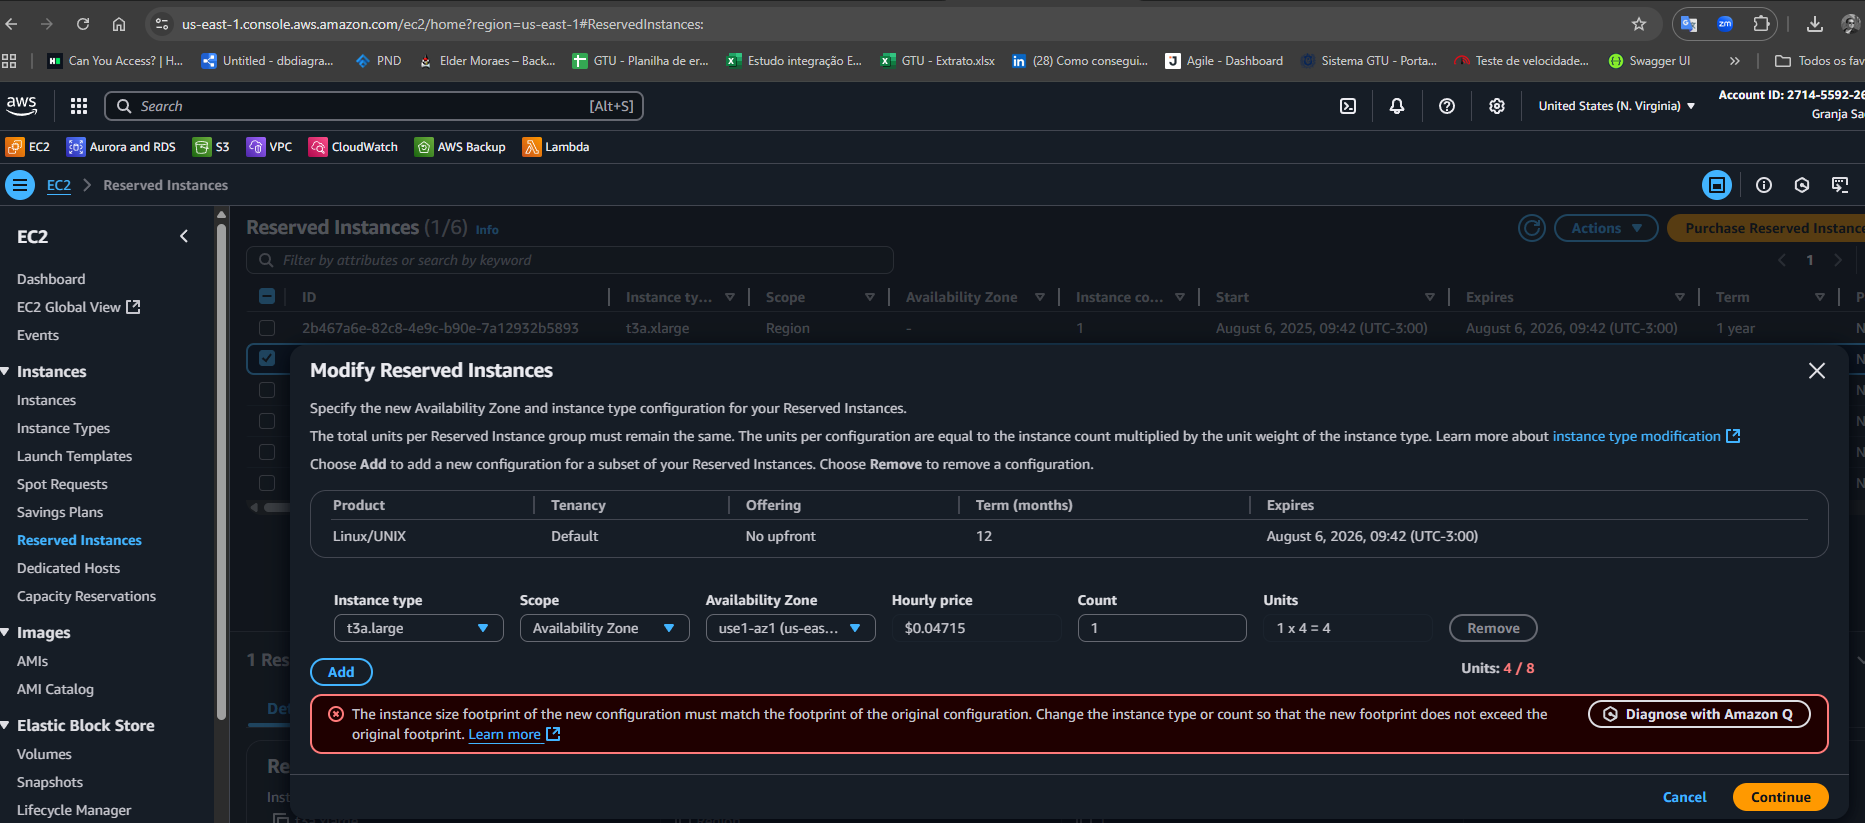 us-east-1.console.aws.amazon.com/ec2/home?region=us-east-1#ReservedInstances:
zm
Can You Access? | H...
Untitled - dbdiagra...
PND
Elder Moraes – Back...
GTU - Planilha de er...
Estudo integração E...
GTU - Extrato.xlsx
(28) Como consegui...
Agile - Dashboard
Sistema GTU - Porta...
Teste de velocidade...
Swagger UI
»
Todos os fav
aws
Search
[Alt+S]
United States (N. Virginia)
Account ID: 2714-5592-26
Granja Sa
EC2
Aurora and RDS
S3
VPC
CloudWatch
AWS Backup
Lambda
EC2
Reserved Instances
EC2
Dashboard
EC2 Global View
Events
Instances
Instances
Instance Types
Launch Templates
Spot Requests
Savings Plans
Reserved Instances
Dedicated Hosts
Capacity Reservations
Images
AMIs
AMI Catalog
Elastic Block Store
Volumes
Snapshots
Lifecycle Manager
Reserved Instances (1/6) Info
Actions
Purchase Reserved Instance
Filter by attributes or search by keyword
1
ID
Instance ty...
Scope
Availability Zone
Instance co...
Start
Expires
Term
P
2b467a6e-82c8-4e9c-b90e-7a12932b5893
t3a.xlarge
Region
-
1
August 6, 2025, 09:42 (UTC-3:00)
August 6, 2026, 09:42 (UTC-3:00)
1 year
N
N
N
N
N
N
Modify Reserved Instances
Specify the new Availability Zone and instance type configuration for your Reserved Instances.
The total units per Reserved Instance group must remain the same. The units per configuration are equal to the instance count multiplied by the unit weight of the instance type. Learn more about instance type modification
Choose Add to add a new configuration for a subset of your Reserved Instances. Choose Remove to remove a configuration.
Product
Tenancy
Offering
Term (months)
Expires
Linux/UNIX
Default
No upfront
12
August 6, 2026, 09:42 (UTC-3:00)
Instance type
Scope
Availability Zone
Hourly price
Count
Units
t3a.large
Availability Zone
use1-az1 (us-eas...
$0.04715
1
1 x 4 = 4
Remove
Add
Units: 4 / 8
The instance size footprint of the new configuration must match the footprint of the original configuration. Change the instance type or count so that the new footprint does not exceed the
original footprint. Learn more
Diagnose with Amazon Q
Cancel
Continue
1 Res
De
Re
Inst